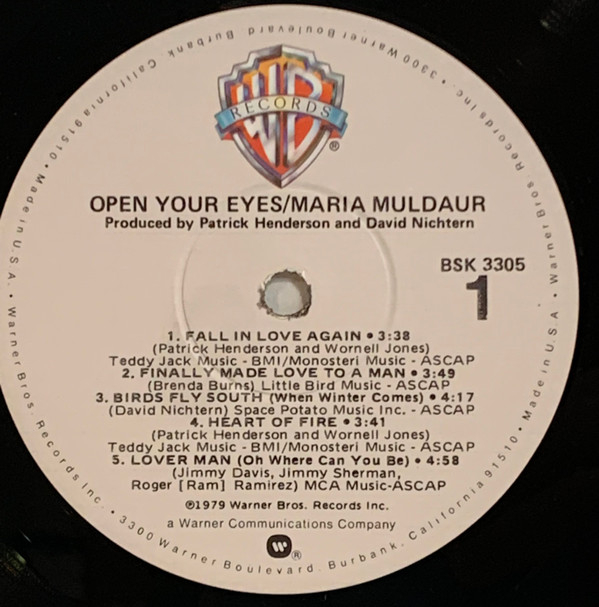 WB
RECORDS
®
OPEN YOUR EYES/MARIA MULDAUR
Produced by Patrick Henderson and David Nichtern
BSK 3305
1
1. FALL IN LOVE AGAIN • 3:38
(Patrick Henderson and Wornell Jones)
Teddy Jack Music - BMI/Monosteri Music - ASCAP
2. FINALLY MADE LOVE TO A MAN • 3:49
(Brenda Burns) Little Bird Music - ASCAP
3. BIRDS FLY SOUTH (When Winter Comes) • 4:17
(David Nichtern) Space Potato Music Inc. - ASCAP
4. HEART OF FIRE • 3:41
(Patrick Henderson and Wornell Jones)
Teddy Jack Music - BMI/Monosteri Music - ASCAP
5. LOVER MAN (Oh Where Can You Be) • 4:58
(Jimmy Davis, Jimmy Sherman,
Roger [Ram] Ramirez) MCA Music-ASCAP
℗1979 Warner Bros. Records Inc.
a Warner Communications Company
W®
Warner Bros. Records Inc. • 3300 Warner Boulevard, Burbank, California 91510 • Made in U.S.A. • Warner Bros. Records Inc. • 3300 Warner Boulevard Burbank, California 91510 • Made in U.S.A. •